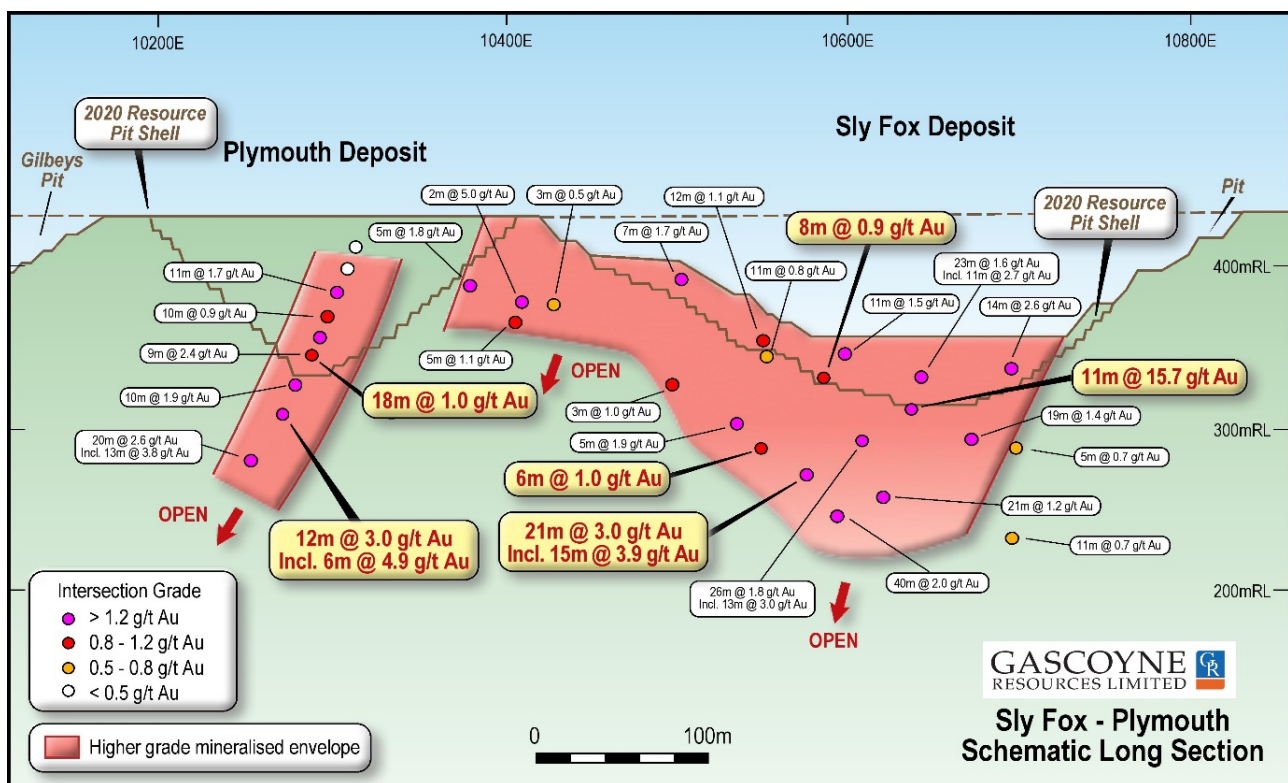 10200E
10400E
10600E
10800E
2020 Resource
Pit Shell
Gilbeys
Pit
Plymouth Deposit
Sly Fox Deposit
2020 Resource
Pit Shell
Pit
2m @ 5.0 g/t Au
3m @ 0.5 g/t Au
12m @ 1.1 g/t Au
5m @ 1.8 g/t Au
7m @ 1.7 g/t Au
8m @ 0.9 g/t Au
11m @ 0.8 g/t Au
23m @ 1.6 g/t Au
Incl. 11m @ 2.7 g/t Au
400mRL
11m @ 1.7 g/t Au
11m @ 1.5 g/t Au
14m @ 2.6 g/t Au
10m @ 0.9 g/t Au
9m @ 2.4 g/t Au
5m @ 1.1 g/t Au
OPEN
11m @ 15.7 g/t Au
10m @ 1.9 g/t Au
18m @ 1.0 g/t Au
3m @ 1.0 g/t Au
19m @ 1.4 g/t Au
300mRL
20m @ 2.6 g/t Au
Incl. 13m @ 3.8 g/t Au
5m @ 1.9 g/t Au
5m @ 0.7 g/t Au
6m @ 1.0 g/t Au
OPEN
21m @ 1.2 g/t Au
12m @ 3.0 g/t Au
Incl. 6m @ 4.9 g/t Au
21m @ 3.0 g/t Au
Incl. 15m @ 3.9 g/t Au
11m @ 0.7 g/t Au
40m @ 2.0 g/t Au
26m @ 1.8 g/t Au
Incl. 13m @ 3.0 g/t Au
200mRL
OPEN
Intersection Grade
> 1.2 g/t Au
0.8 - 1.2 g/t Au
0.5 - 0.8 g/t Au
< 0.5 g/t Au
Higher grade mineralised envelope
0
100m
GASCOYNE
RESOURCES LIMITED
GR
Sly Fox - Plymouth
Schematic Long Section